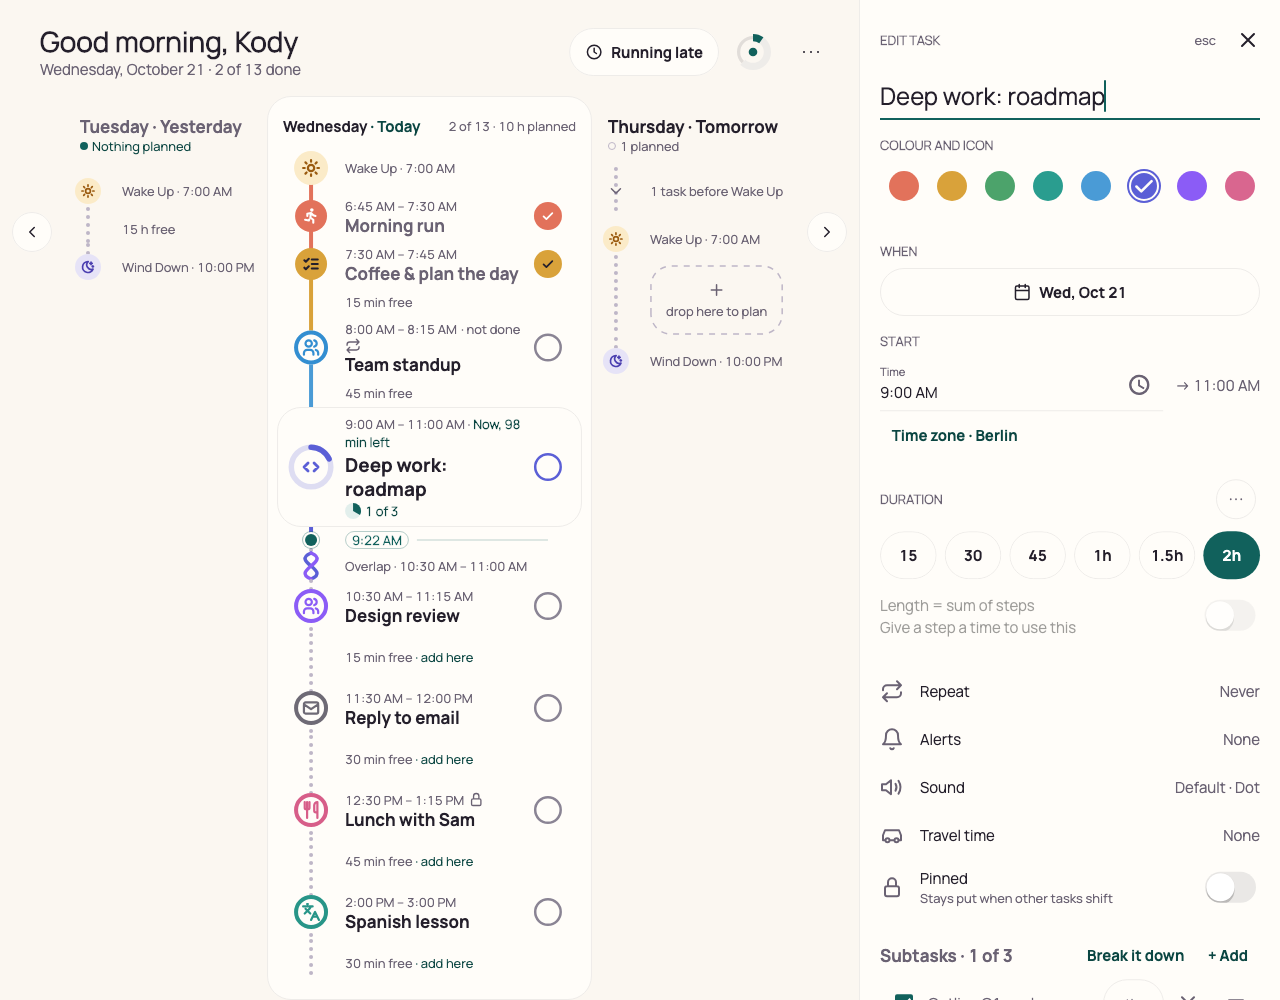 Good morning, Kody
Wednesday, October 21 · 2 of 13 done
Running late
Tuesday · Yesterday
Nothing planned
Wake Up · 7:00 AM
15 h free
Wind Down · 10:00 PM
Wednesday · Today
2 of 13 · 10 h planned
Wake Up · 7:00 AM
6:45 AM – 7:30 AM
Morning run
7:30 AM – 7:45 AM
Coffee & plan the day
15 min free
8:00 AM – 8:15 AM · not done
Team standup
45 min free
9:00 AM – 11:00 AM · Now, 98
min left
Deep work:
roadmap
1 of 3
9:22 AM
Overlap · 10:30 AM – 11:00 AM
10:30 AM – 11:15 AM
Design review
15 min free · add here
11:30 AM – 12:00 PM
Reply to email
30 min free · add here
12:30 PM – 1:15 PM
Lunch with Sam
45 min free · add here
2:00 PM – 3:00 PM
Spanish lesson
30 min free · add here
Thursday · Tomorrow
1 planned
1 task before Wake Up
Wake Up · 7:00 AM
drop here to plan
Wind Down · 10:00 PM
EDIT TASK
esc
Deep work: roadmap
COLOUR AND ICON
WHEN
Wed, Oct 21
START
Time
9:00 AM
→ 11:00 AM
Time zone · Berlin
DURATION
15 30 45 1h 1.5h 2h
Length = sum of steps
Give a step a time to use this
Repeat Never
Alerts None
Sound Default · Dot
Travel time None
Pinned
Stays put when other tasks shift
Subtasks · 1 of 3 Break it down + Add